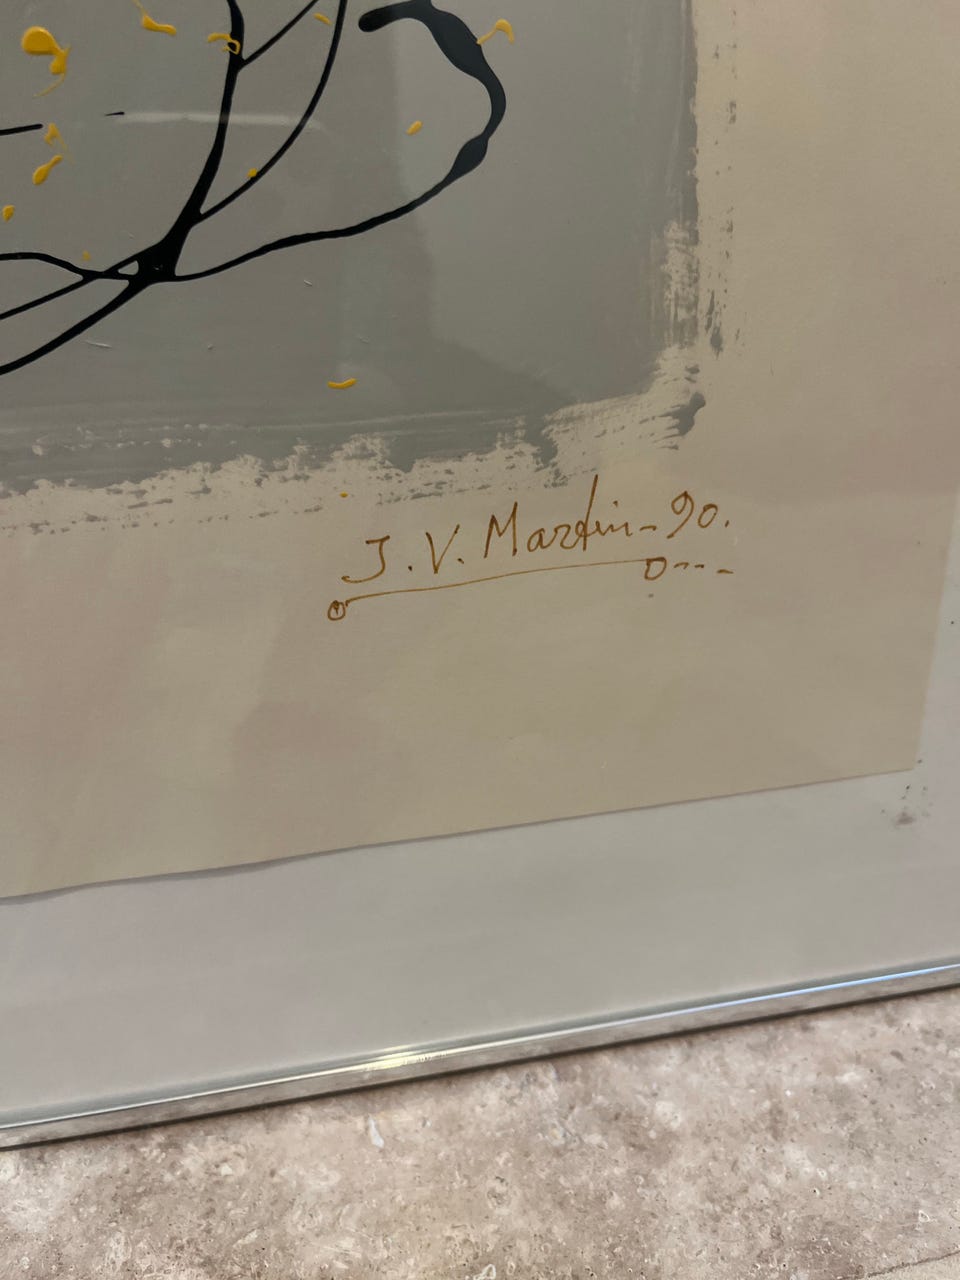 J. V. Martin - 90.